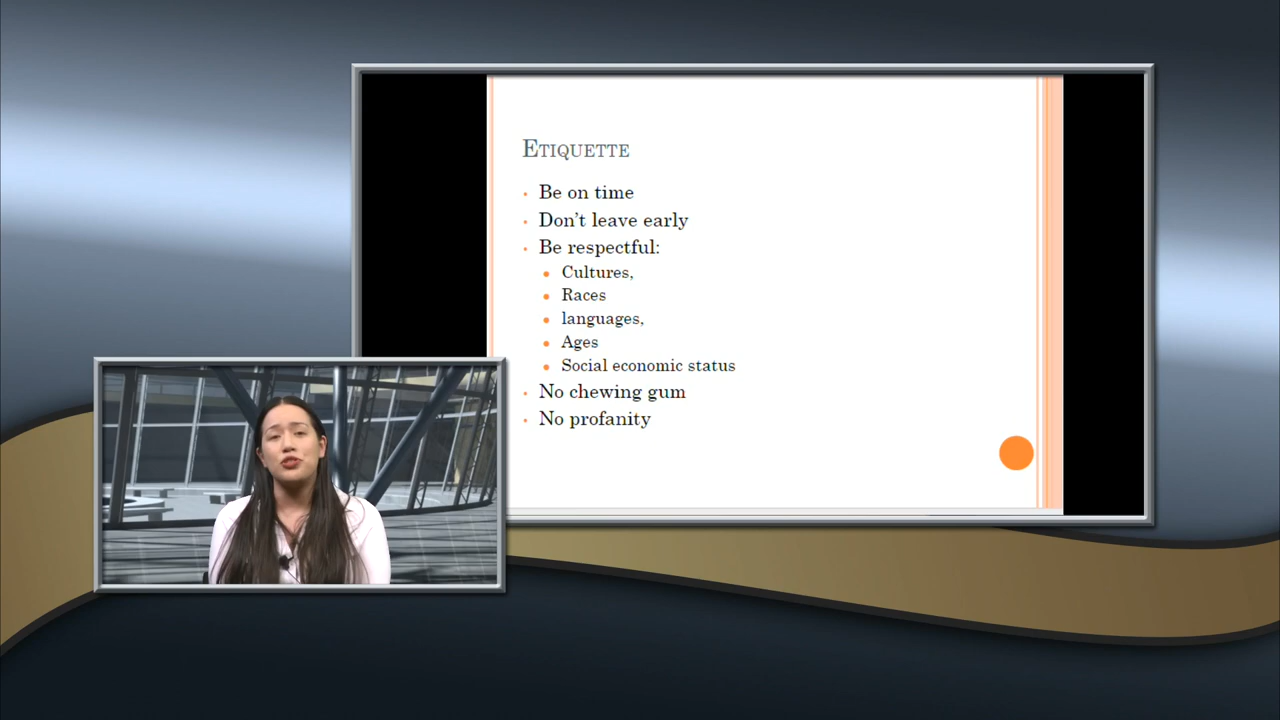 Etiquette
Be on time
Don't leave early
Be respectful:
Cultures,
Races
languages,
Ages
Social economic status
No chewing gum
No profanity